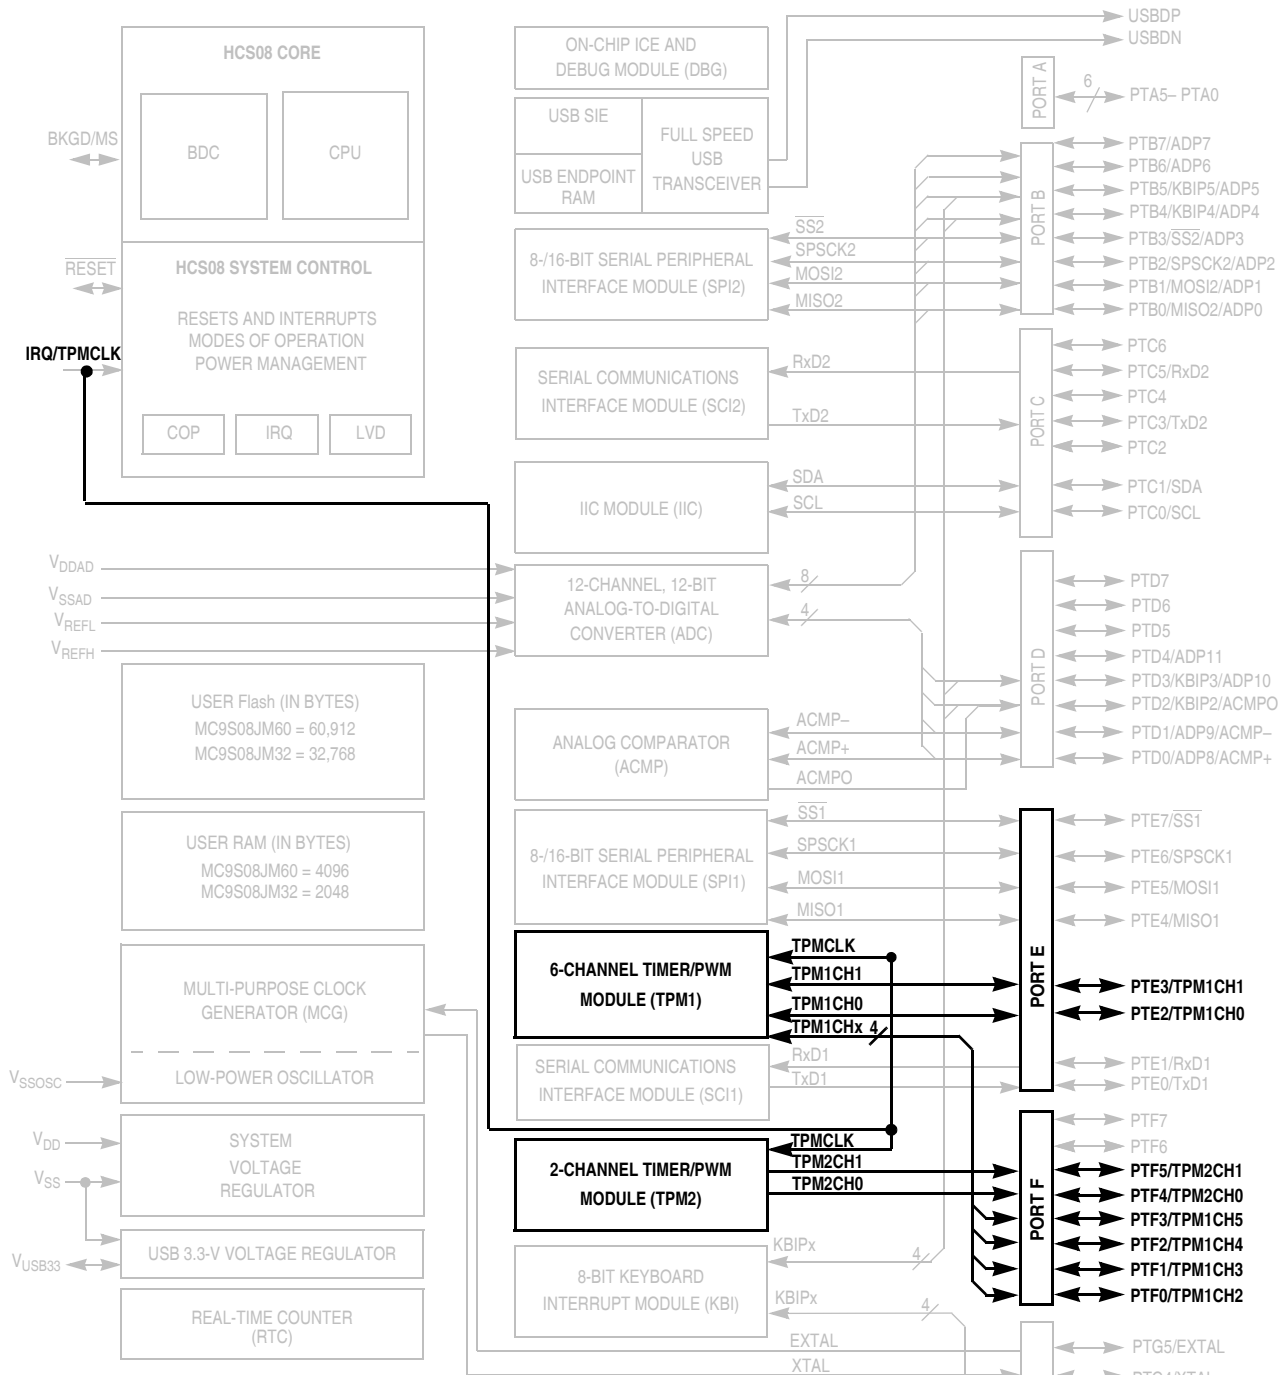 HCS08 CORE
BDC
CPU
BKGD/MS
RESET
HCS08 SYSTEM CONTROL
RESETS AND INTERRUPTS
MODES OF OPERATION
POWER MANAGEMENT
IRQ/TPMCLK
COP
IRQ
LVD
VDDAD
VSSAD
VREFL
VREFH
USER Flash (IN BYTES)
MC9S08JM60 = 60,912
MC9S08JM32 = 32,768
USER RAM (IN BYTES)
MC9S08JM60 = 4096
MC9S08JM32 = 2048
MULTI-PURPOSE CLOCK
GENERATOR (MCG)
LOW-POWER OSCILLATOR
VSSOSC
VDD
VSS
SYSTEM
VOLTAGE
REGULATOR
VUSB33
USB 3.3-V VOLTAGE REGULATOR
REAL-TIME COUNTER
(RTC)
ON-CHIP ICE AND
DEBUG MODULE (DBG)
USB SIE
USB ENDPOINT
RAM
FULL SPEED
USB
TRANSCEIVER
8-/16-BIT SERIAL PERIPHERAL
INTERFACE MODULE (SPI2)
SS2
SPSCK2
MOSI2
MISO2
SERIAL COMMUNICATIONS
INTERFACE MODULE (SCI2)
RxD2
TxD2
IIC MODULE (IIC)
SDA
SCL
12-CHANNEL, 12-BIT
ANALOG-TO-DIGITAL
CONVERTER (ADC)
8
4
ANALOG COMPARATOR
(ACMP)
ACMP–
ACMP+
ACMPO
8-/16-BIT SERIAL PERIPHERAL
INTERFACE MODULE (SPI1)
SS1
SPSCK1
MOSI1
MISO1
6-CHANNEL TIMER/PWM
MODULE (TPM1)
TPMCLK
TPM1CH1
TPM1CH0
TPM1CHx 4
SERIAL COMMUNICATIONS
INTERFACE MODULE (SCI1)
RxD1
TxD1
2-CHANNEL TIMER/PWM
MODULE (TPM2)
TPMCLK
TPM2CH1
TPM2CH0
8-BIT KEYBOARD
INTERRUPT MODULE (KBI)
KBIPx
4
KBIPx
4
EXTAL
XTAL
USBDP
USBDN
PORT A
6
PTA5– PTA0
PORT B
PTB7/ADP7
PTB6/ADP6
PTB5/KBIP5/ADP5
PTB4/KBIP4/ADP4
PTB3/SS2/ADP3
PTB2/SPSCK2/ADP2
PTB1/MOSI2/ADP1
PTB0/MISO2/ADP0
PORT C
PTC6
PTC5/RxD2
PTC4
PTC3/TxD2
PTC2
PTC1/SDA
PTC0/SCL
PORT D
PTD7
PTD6
PTD5
PTD4/ADP11
PTD3/KBIP3/ADP10
PTD2/KBIP2/ACMPO
PTD1/ADP9/ACMP–
PTD0/ADP8/ACMP+
PORT E
PTE7/SS1
PTE6/SPSCK1
PTE5/MOSI1
PTE4/MISO1
PTE3/TPM1CH1
PTE2/TPM1CH0
PTE1/RxD1
PTE0/TxD1
PORT F
PTF7
PTF6
PTF5/TPM2CH1
PTF4/TPM2CH0
PTF3/TPM1CH5
PTF2/TPM1CH4
PTF1/TPM1CH3
PTF0/TPM1CH2
PTG5/EXTAL